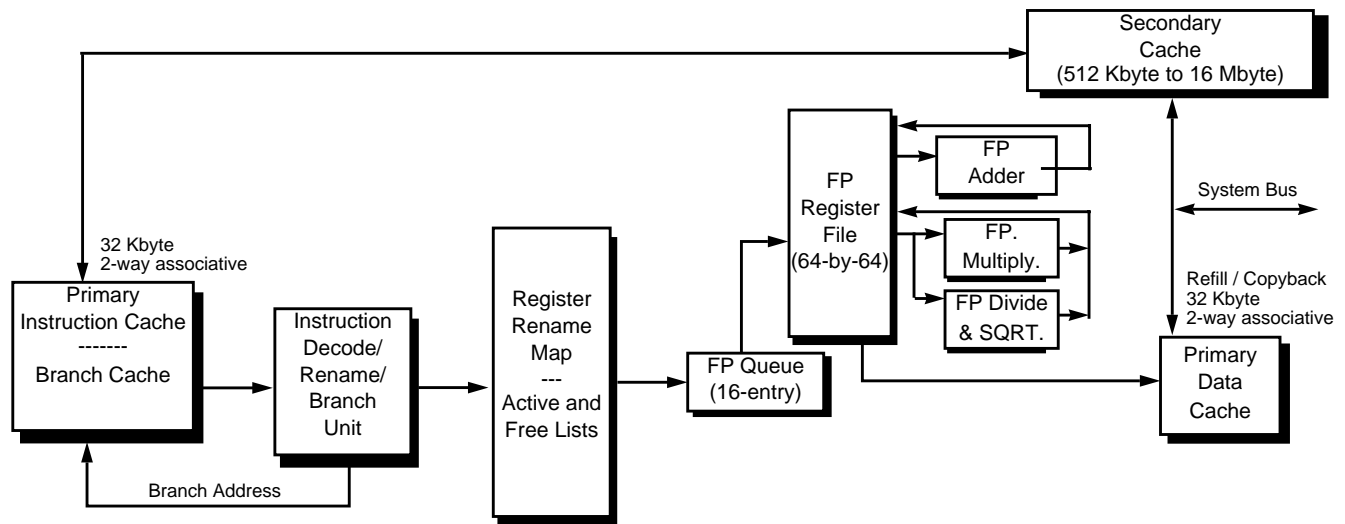 Secondary
Cache
(512 Kbyte to 16 Mbyte)
FP
Adder
FP
Register
File
(64-by-64)
System Bus
FP.
Multiply.
32 Kbyte
2-way associative
Primary
Instruction Cache
-------
Branch Cache
Register
Rename
Map
---
Active and
Free Lists
Refill / Copyback
32 Kbyte
2-way associative
FP Divide
& SQRT.
Instruction
Decode/
Rename/
Branch
Unit
FP Queue
(16-entry)
Primary
Data
Cache
Branch Address